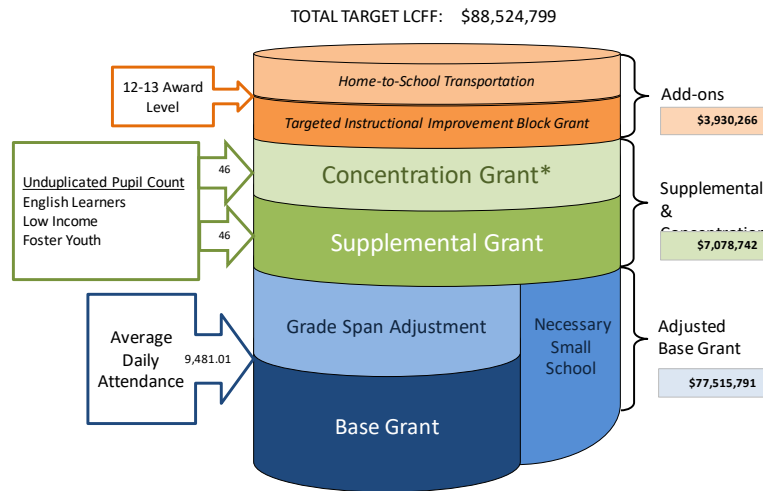 TOTAL TARGET LCFF: $88,524,799
12-13 Award
Level
Home-to-School Transportation
Targeted Instructional Improvement Block Grant
Add-ons
$3,930,266
Unduplicated Pupil Count
English Learners
Low Income
Foster Youth
46
46
Concentration Grant*
Supplemental Grant
Supplemental
&
$7,078,742
Average
Daily
Attendance
9,481.01
Grade Span Adjustment
Necessary
Small
School
Base Grant
Adjusted
Base Grant
$77,515,791